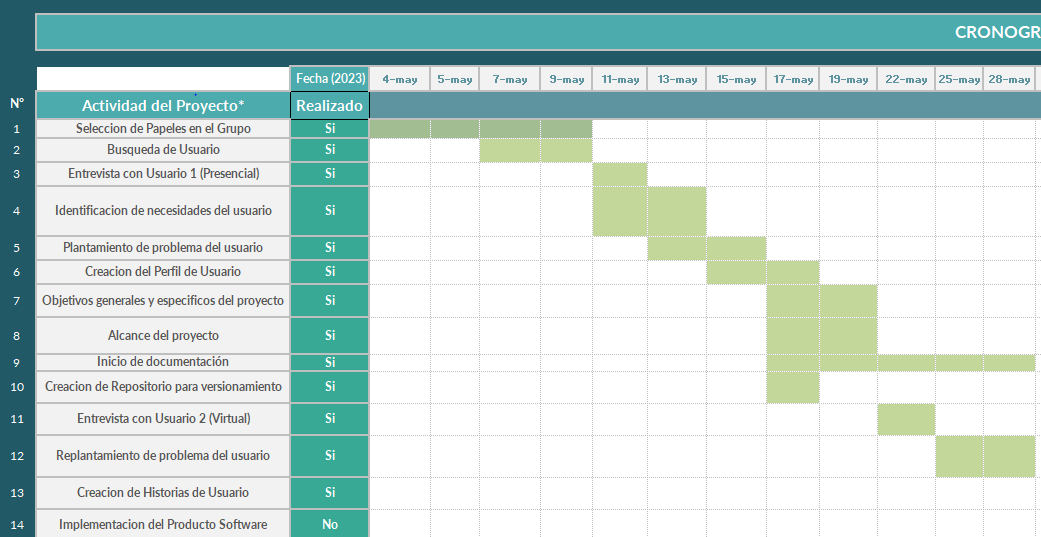 CRONOGR
Fecha (2023) 4-may 5-may 7-may 9-may 11-may 13-may 15-may 17-may 19-may 22-may 25-may 28-may
N° Actividad del Proyecto* Realizado
1 Seleccion de Papeles en el Grupo Si
2 Busqueda de Usuario Si
3 Entrevista con Usuario 1 (Presencial) Si
4 Identificacion de necesidades del usuario Si
5 Plantamiento de problema del usuario Si
6 Creacion del Perfil de Usuario Si
7 Objetivos generales y especificos del proyecto Si
8 Alcance del proyecto Si
9 Inicio de documentación Si
10 Creacion de Repositorio para versionamiento Si
11 Entrevista con Usuario 2 (Virtual) Si
12 Replantamiento de problema del usuario Si
13 Creacion de Historias de Usuario Si
14 Implementacion del Producto Software No